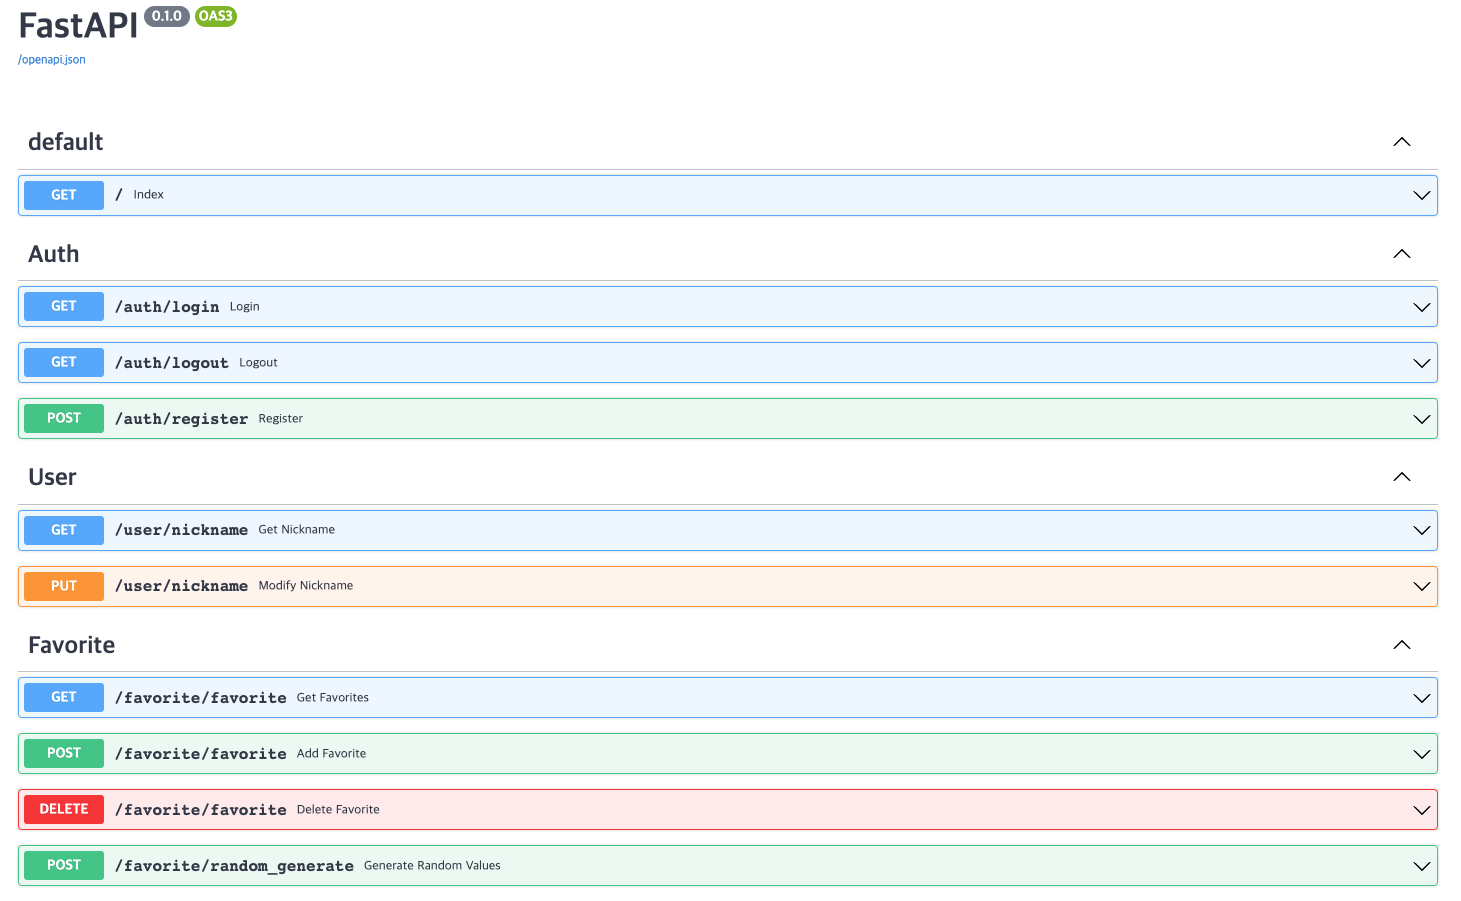 FastAPI 0.1.0 OAS3
/openapi.json
default
GET / Index
Auth
GET /auth/login Login
GET /auth/logout Logout
POST /auth/register Register
User
GET /user/nickname Get Nickname
PUT /user/nickname Modify Nickname
Favorite
GET /favorite/favorite Get Favorites
POST /favorite/favorite Add Favorite
DELETE /favorite/favorite Delete Favorite
POST /favorite/random_generate Generate Random Values